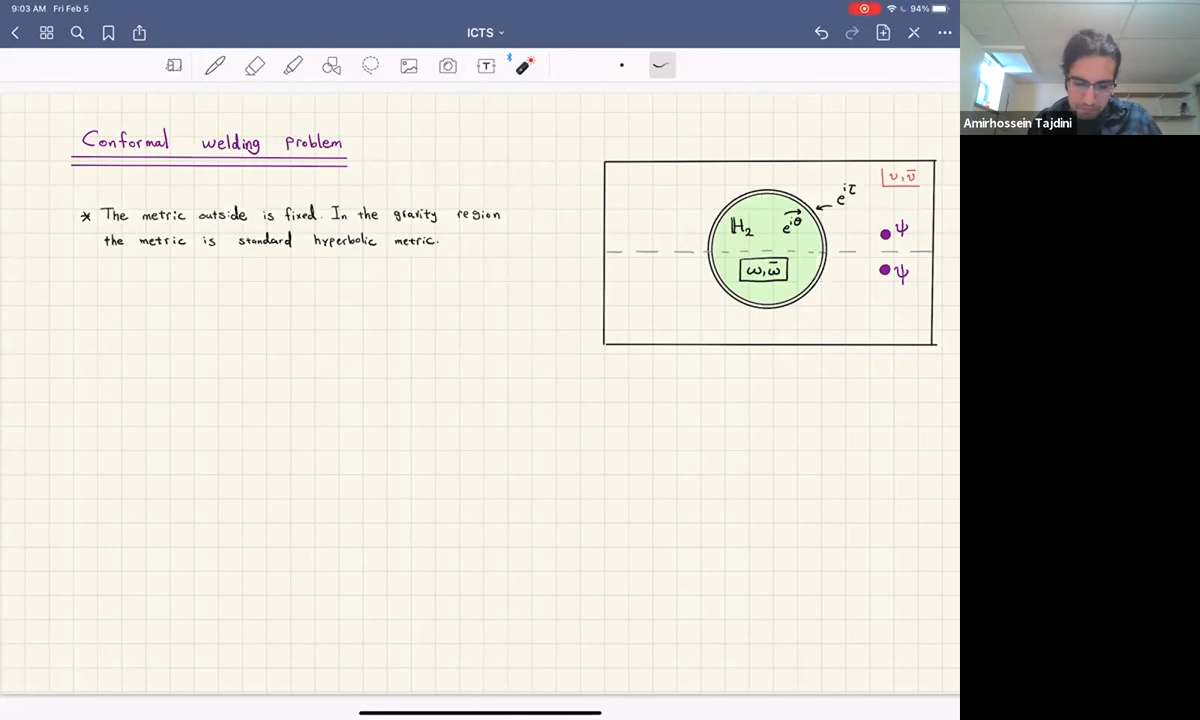 9:03 AM Fri Feb 5
94%
ICTS
Conformal welding problem
* The metric outside is fixed. In the gravity region
the metric is standard hyperbolic metric.
e^{iτ}
υ, ῡ
H₂
e^{iθ}
ω, ω̄
ψ
ψ
Amirhossein Tajdini